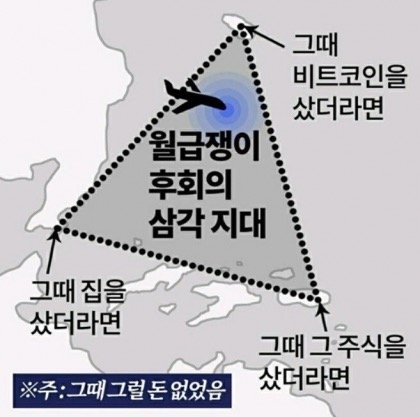 그때
비트코인을
샀더라면
월급쟁이
후회의
삼각 지대
그때 집을
샀더라면
그때 그 주식을
샀더라면
※주 : 그때 그럴 돈 없었음